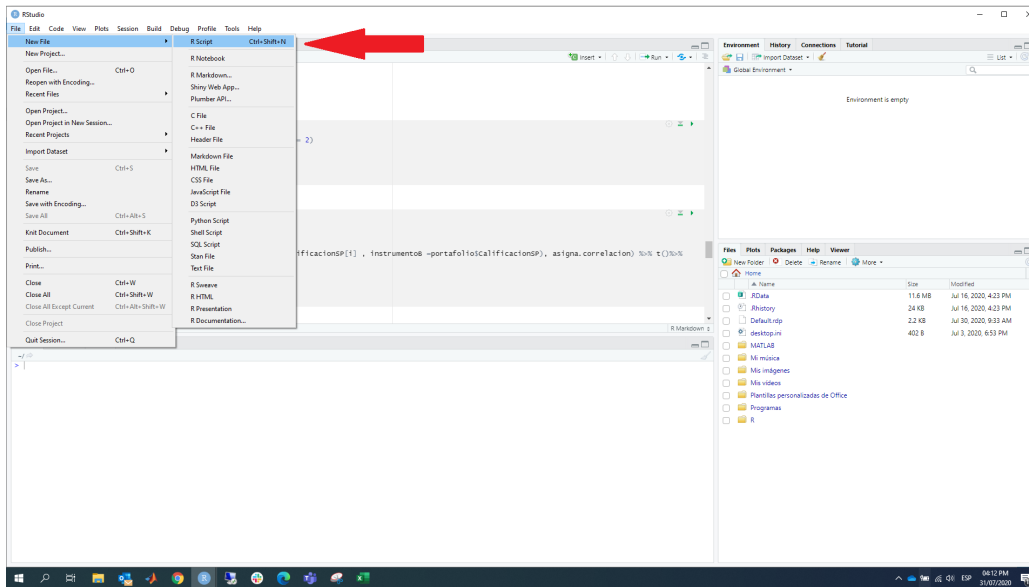 RStudio
File Edit Code View Plots Session Build Debug Profile Tools Help
New File
New Project...
Open File... Ctrl+O
Reopen with Encoding...
Recent Files
Open Project...
Open Project in New Session...
Recent Projects
Import Dataset
Save Ctrl+S
Save As...
Rename
Save with Encoding...
Save All Ctrl+Alt+S
Knit Document Ctrl+Shift+K
Publish...
Print...
Close Ctrl+W
Close All Ctrl+Shift+W
Close All Except Current Ctrl+Alt+Shift+W
Close Project
Quit Session... Ctrl+Q
R Script Ctrl+Shift+N
R Notebook
R Markdown...
Shiny Web App...
Plumber API...
C File
C++ File
Header File
Markdown File
HTML File
CSS File
JavaScript File
D3 Script
Python Script
Shell Script
SQL Script
Stan File
Text File
R Sweave
R HTML
R Presentation
R Documentation...
Insert Run
= 2)
ificacionSP[i] , instrumentoB =portafolioSCalificacionSP), asigna.correlacion) %>% t()%>%
R Markdown
~/
>
Environment History Connections Tutorial
Import Dataset List
Global Environment
Environment is empty
Files Plots Packages Help Viewer
New Folder Delete Rename More
Home
Name Size Modified
.RData 11.6 MB Jul 16, 2020, 4:23 PM
.Rhistory 24 KB Jul 16, 2020, 4:23 PM
Default.rdp 2.2 KB Jul 30, 2020, 9:33 AM
desktop.ini 402 B Jul 3, 2020, 6:53 PM
MATLAB
Mi música
Mis imágenes
Mis vídeos
Plantillas personalizadas de Office
Programas
R
ESP
04:12 PM
31/07/2020